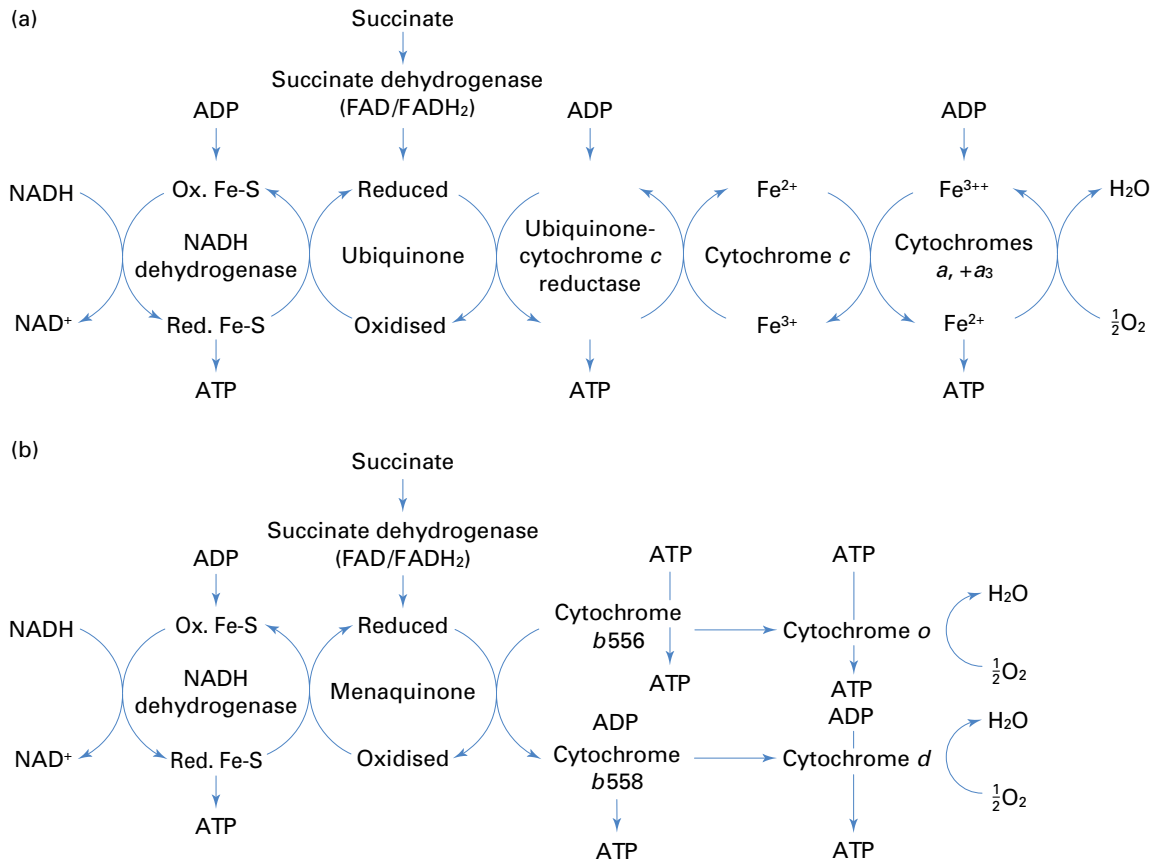 (a)
Succinate
Succinate dehydrogenase
(FAD/FADH₂)
ADP
ADP
ADP
NADH
Ox. Fe-S
Reduced
Fe²⁺
Fe³⁺⁺
H₂O
NADH
dehydrogenase
Ubiquinone
Ubiquinone-
cytochrome c
reductase
Cytochrome c
Cytochromes
a, +a₃
NAD⁺
Red. Fe-S
Oxidised
Fe³⁺
Fe²⁺
½O₂
ATP
ATP
ATP
(b)
Succinate
Succinate dehydrogenase
(FAD/FADH₂)
ADP
ATP
ATP
NADH
Ox. Fe-S
Reduced
Cytochrome
b556
Cytochrome o
H₂O
½O₂
NADH
dehydrogenase
Menaquinone
ATP
ATP
ADP
ADP
H₂O
NAD⁺
Red. Fe-S
Oxidised
Cytochrome
b558
Cytochrome d
½O₂
ATP
ATP
ATP